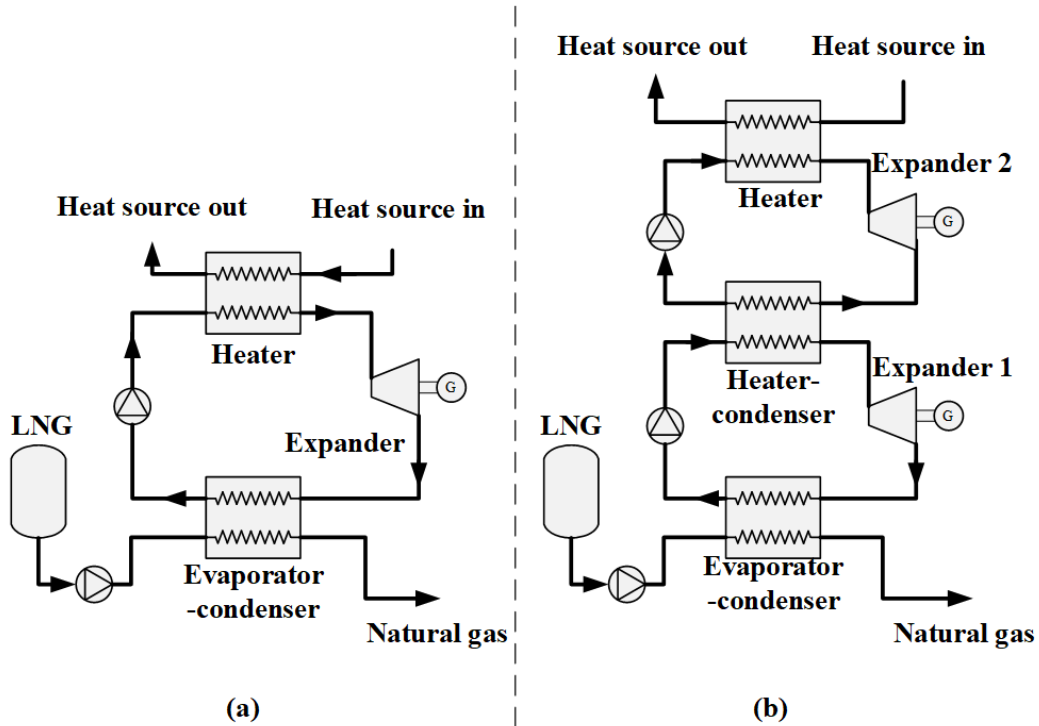 Heat source out
Heat source in
Heater
G
Expander
LNG
Evaporator
-condenser
Natural gas
(a)
Heat source out
Heat source in
Expander 2
Heater
G
Expander 1
Heater-
condenser
G
LNG
Evaporator
-condenser
Natural gas
(b)